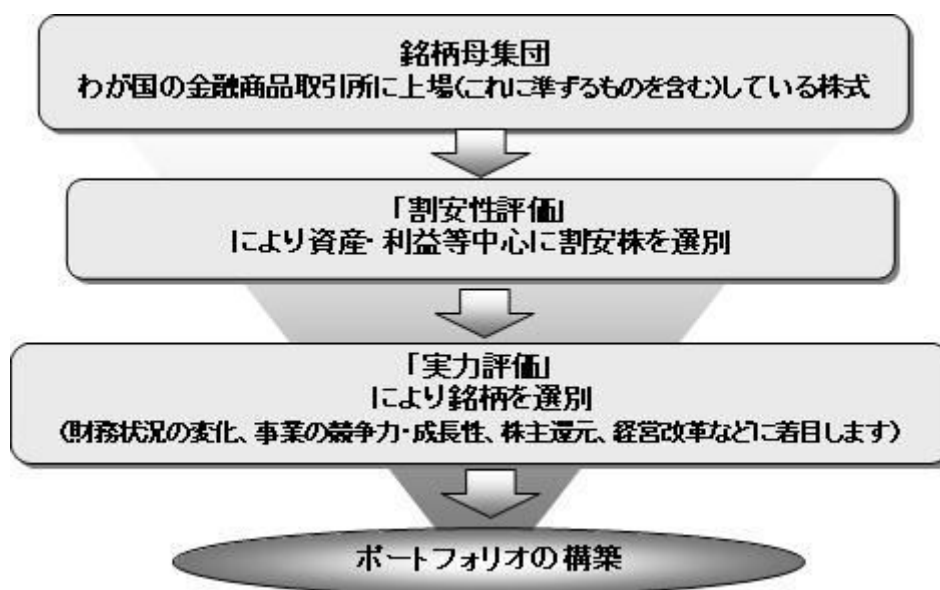 銘柄母集団
わが国の金融商品取引所に上場(これに準ずるものを含む)している株式
「割安性評価」
により資産・利益等中心に割安株を選別
「実力評価」
により銘柄を選別
(財務状況の変化、事業の競争力・成長性、株主還元、経営改革などに着目します)
ポートフォリオの構築